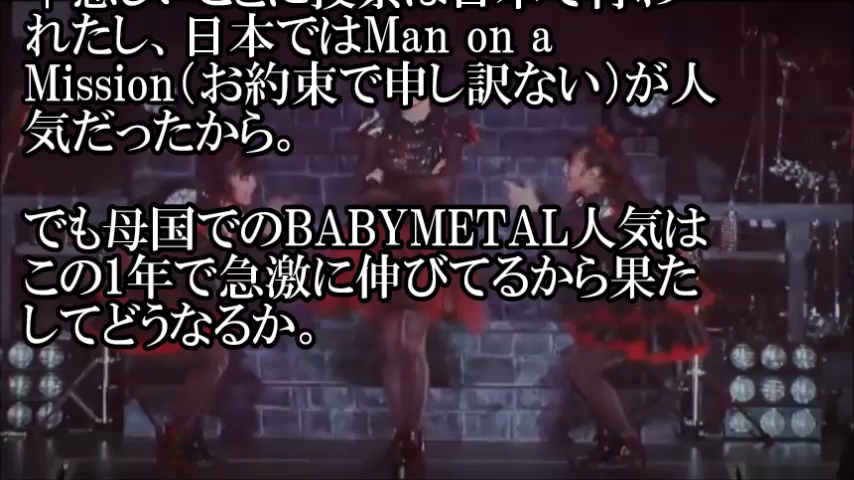 れたし、日本ではMan on a
Mission（お約束で申し訳ない）が人
気だったから。
でも母国でのBABYMETAL人気は
この1年で急激に伸びてるから果た
してどうなるか。